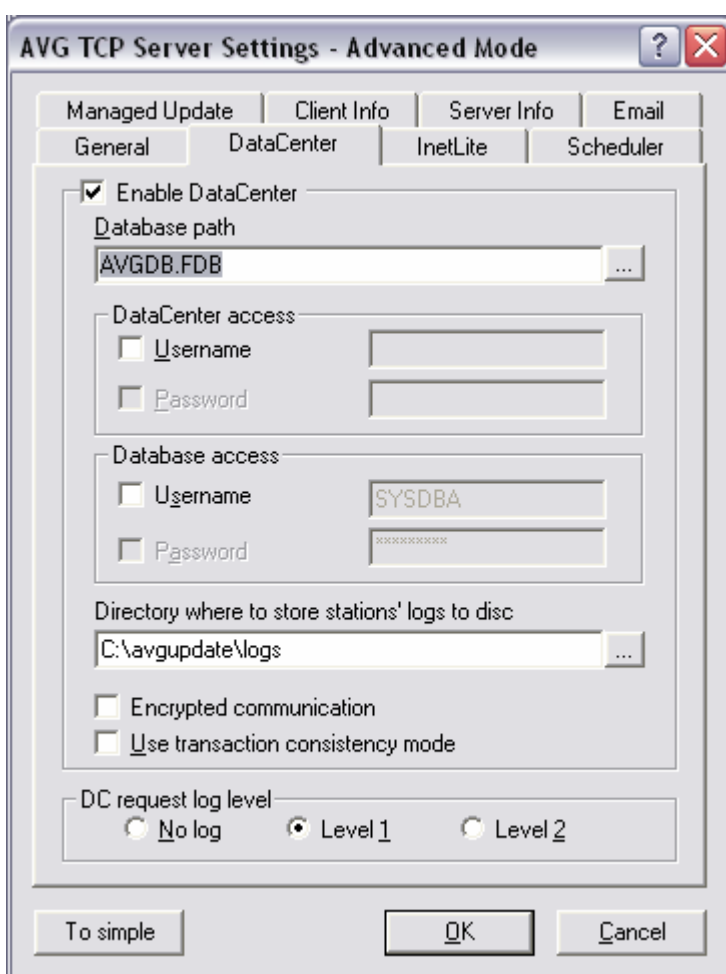 AVG TCP Server Settings - Advanced Mode
Managed Update Client Info Server Info Email
General DataCenter InetLite Scheduler
Enable DataCenter
Database path
AVGDB.FDB ...
DataCenter access
Username
Password
Database access
Username SYSDBA
Password *********
Directory where to store stations' logs to disc
C:\avgupdate\logs ...
Encrypted communication
Use transaction consistency mode
DC request log level
No log Level 1 Level 2
To simple OK Cancel